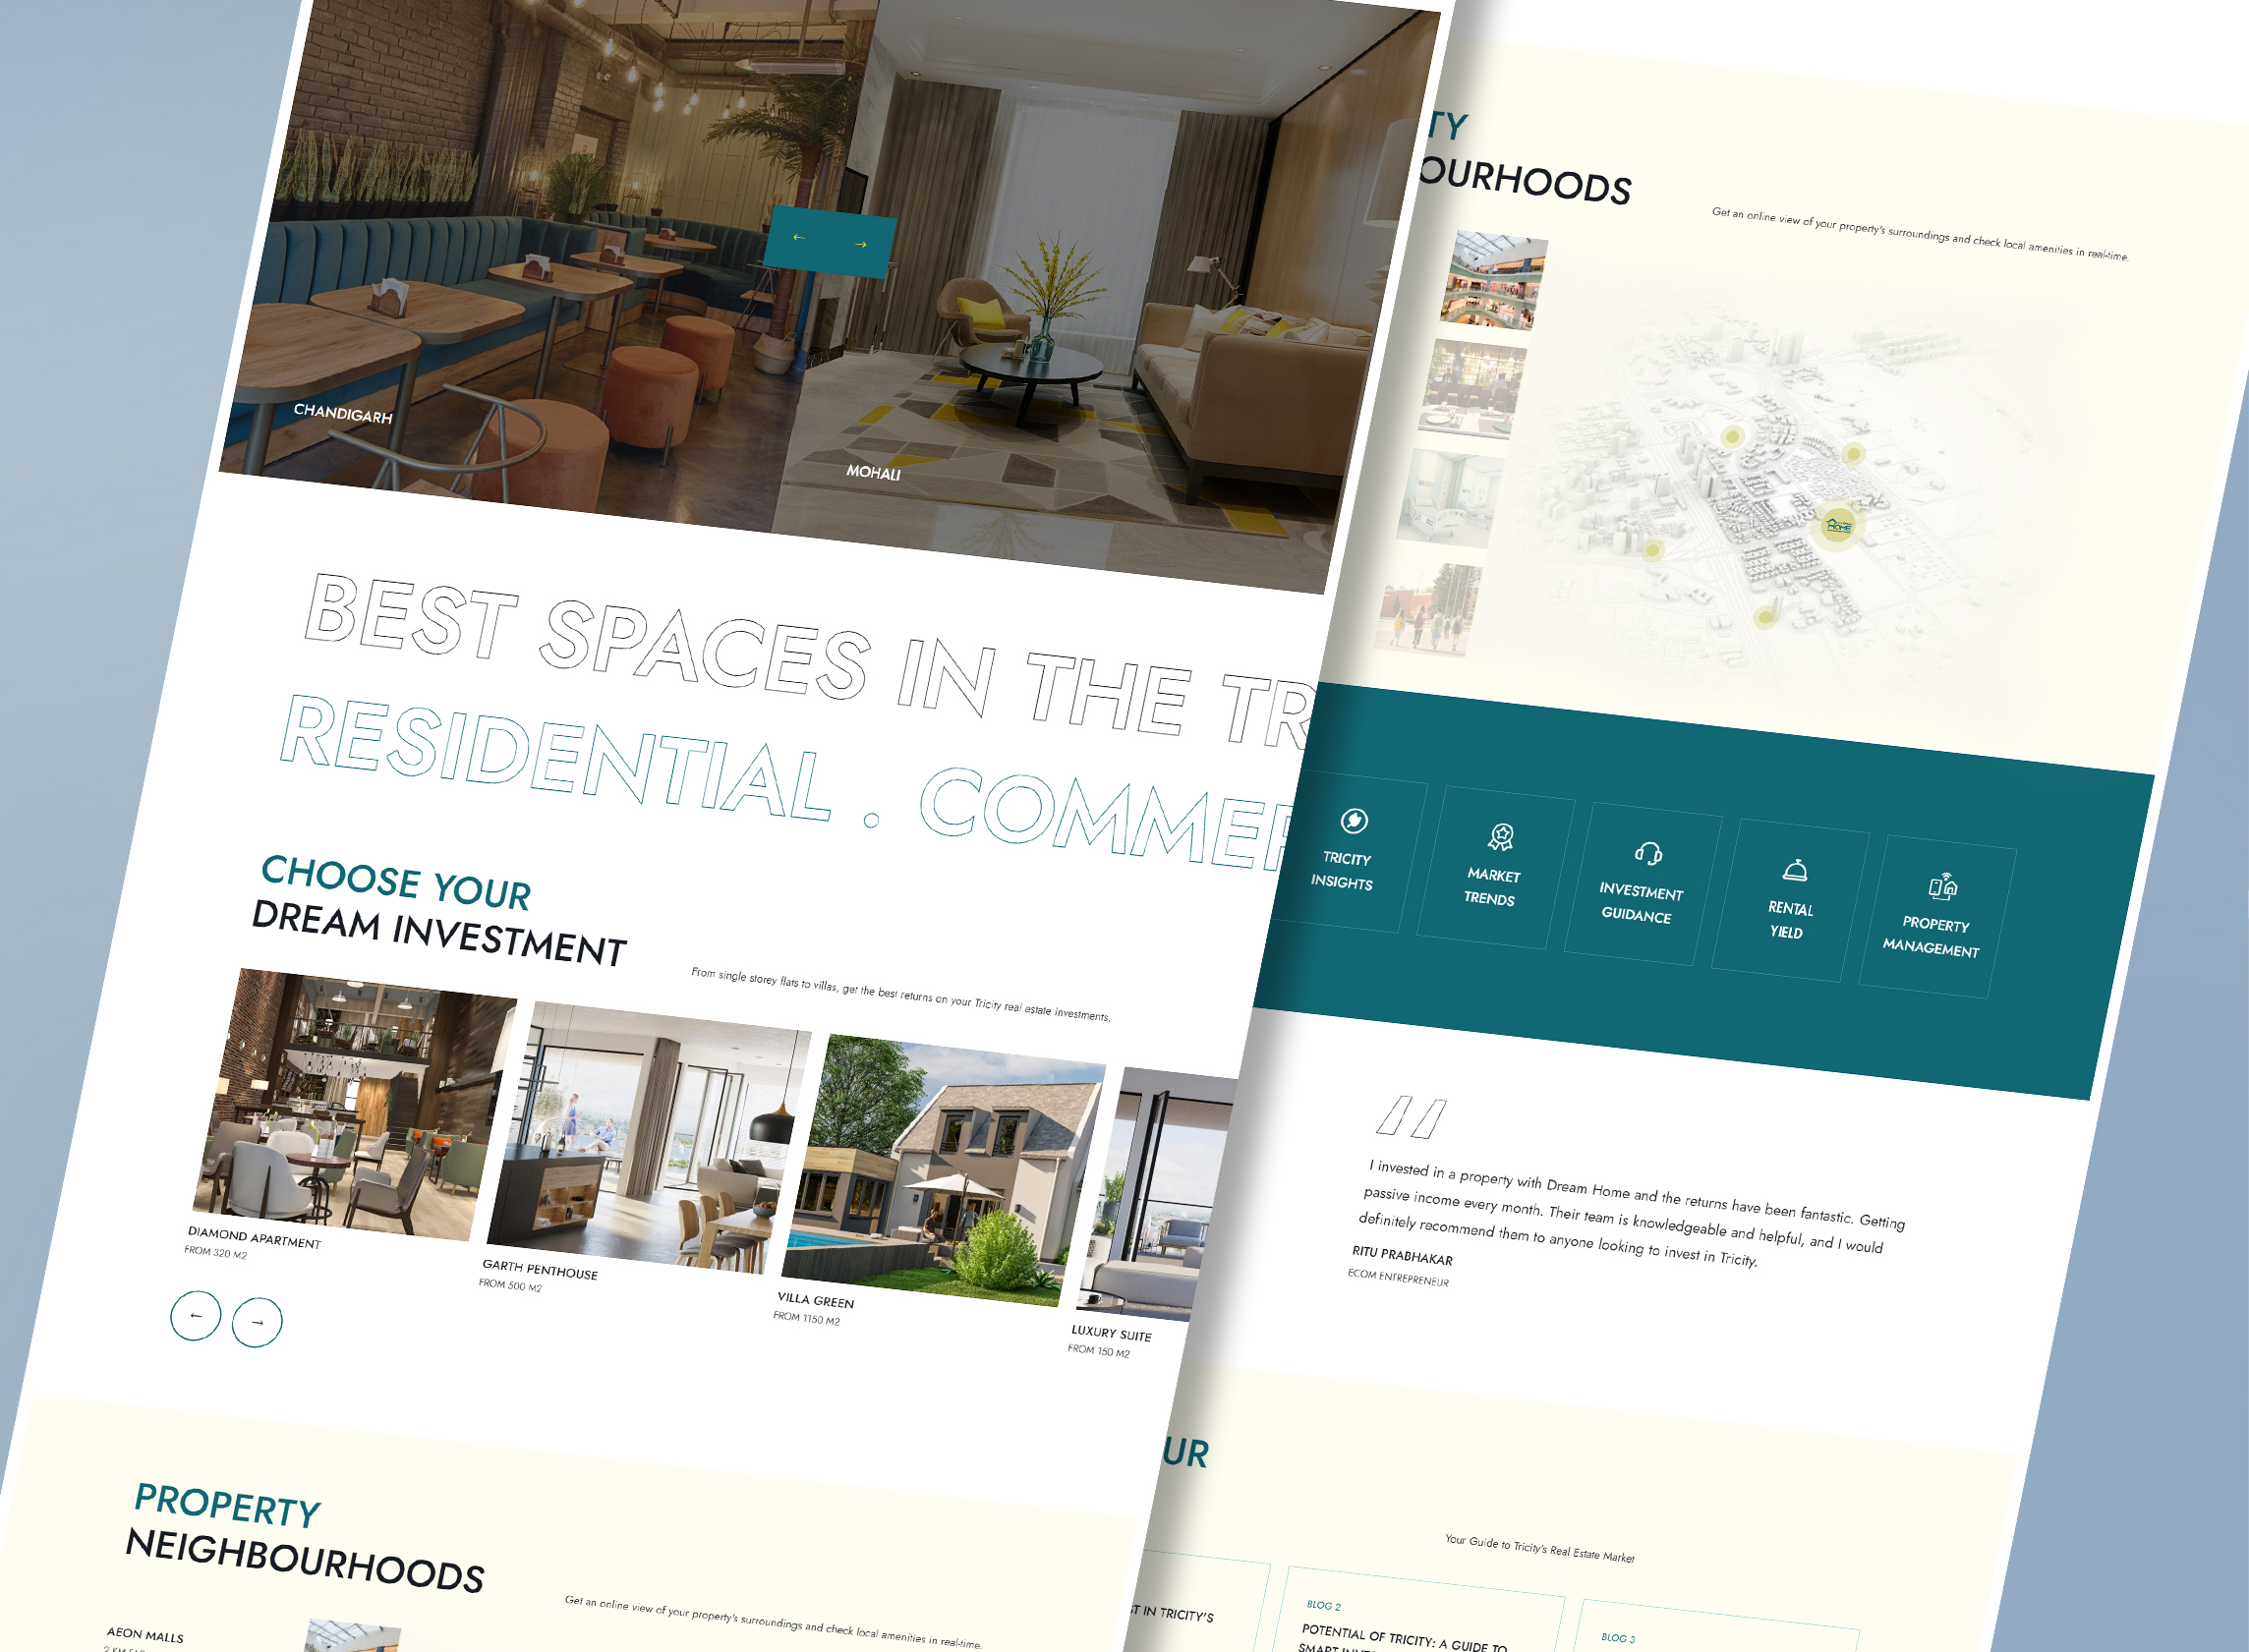 CHANDIGARH
MOHALI
BEST SPACES IN THE
RESIDENTIAL . COMMER
CHOOSE YOUR
DREAM INVESTMENT
From single storey flats to villas, get the best returns on your Tricity real estate investments.
DIAMOND APARTMENT
FROM 320 M2
GARTH PENTHOUSE
FROM 500 M2
VILLA GREEN
FROM 1150 M2
LUXURY SUITE
FROM 150 M2
← →
PROPERTY
NEIGHBOURHOODS
Get an online view of your property's surroundings and check local amenities in real-time.
AEON MALLS
TY
OURHOODS
Get an online view of your property's surroundings and check local amenities in real-time.
HOME
TRICITY
INSIGHTS
MARKET
TRENDS
INVESTMENT
GUIDANCE
RENTAL
YIELD
PROPERTY
MANAGEMENT
I invested in a property with Dream Home and the returns have been fantastic. Getting
passive income every month. Their team is knowledgeable and helpful, and I would
definitely recommend them to anyone looking to invest in Tricity.
RITU PRABHAKAR
ECOM ENTREPRENEUR
UR
Your Guide to Tricity's Real Estate Market
IN TRICITY'S
BLOG 2
POTENTIAL OF TRICITY: A GUIDE TO
BLOG 3